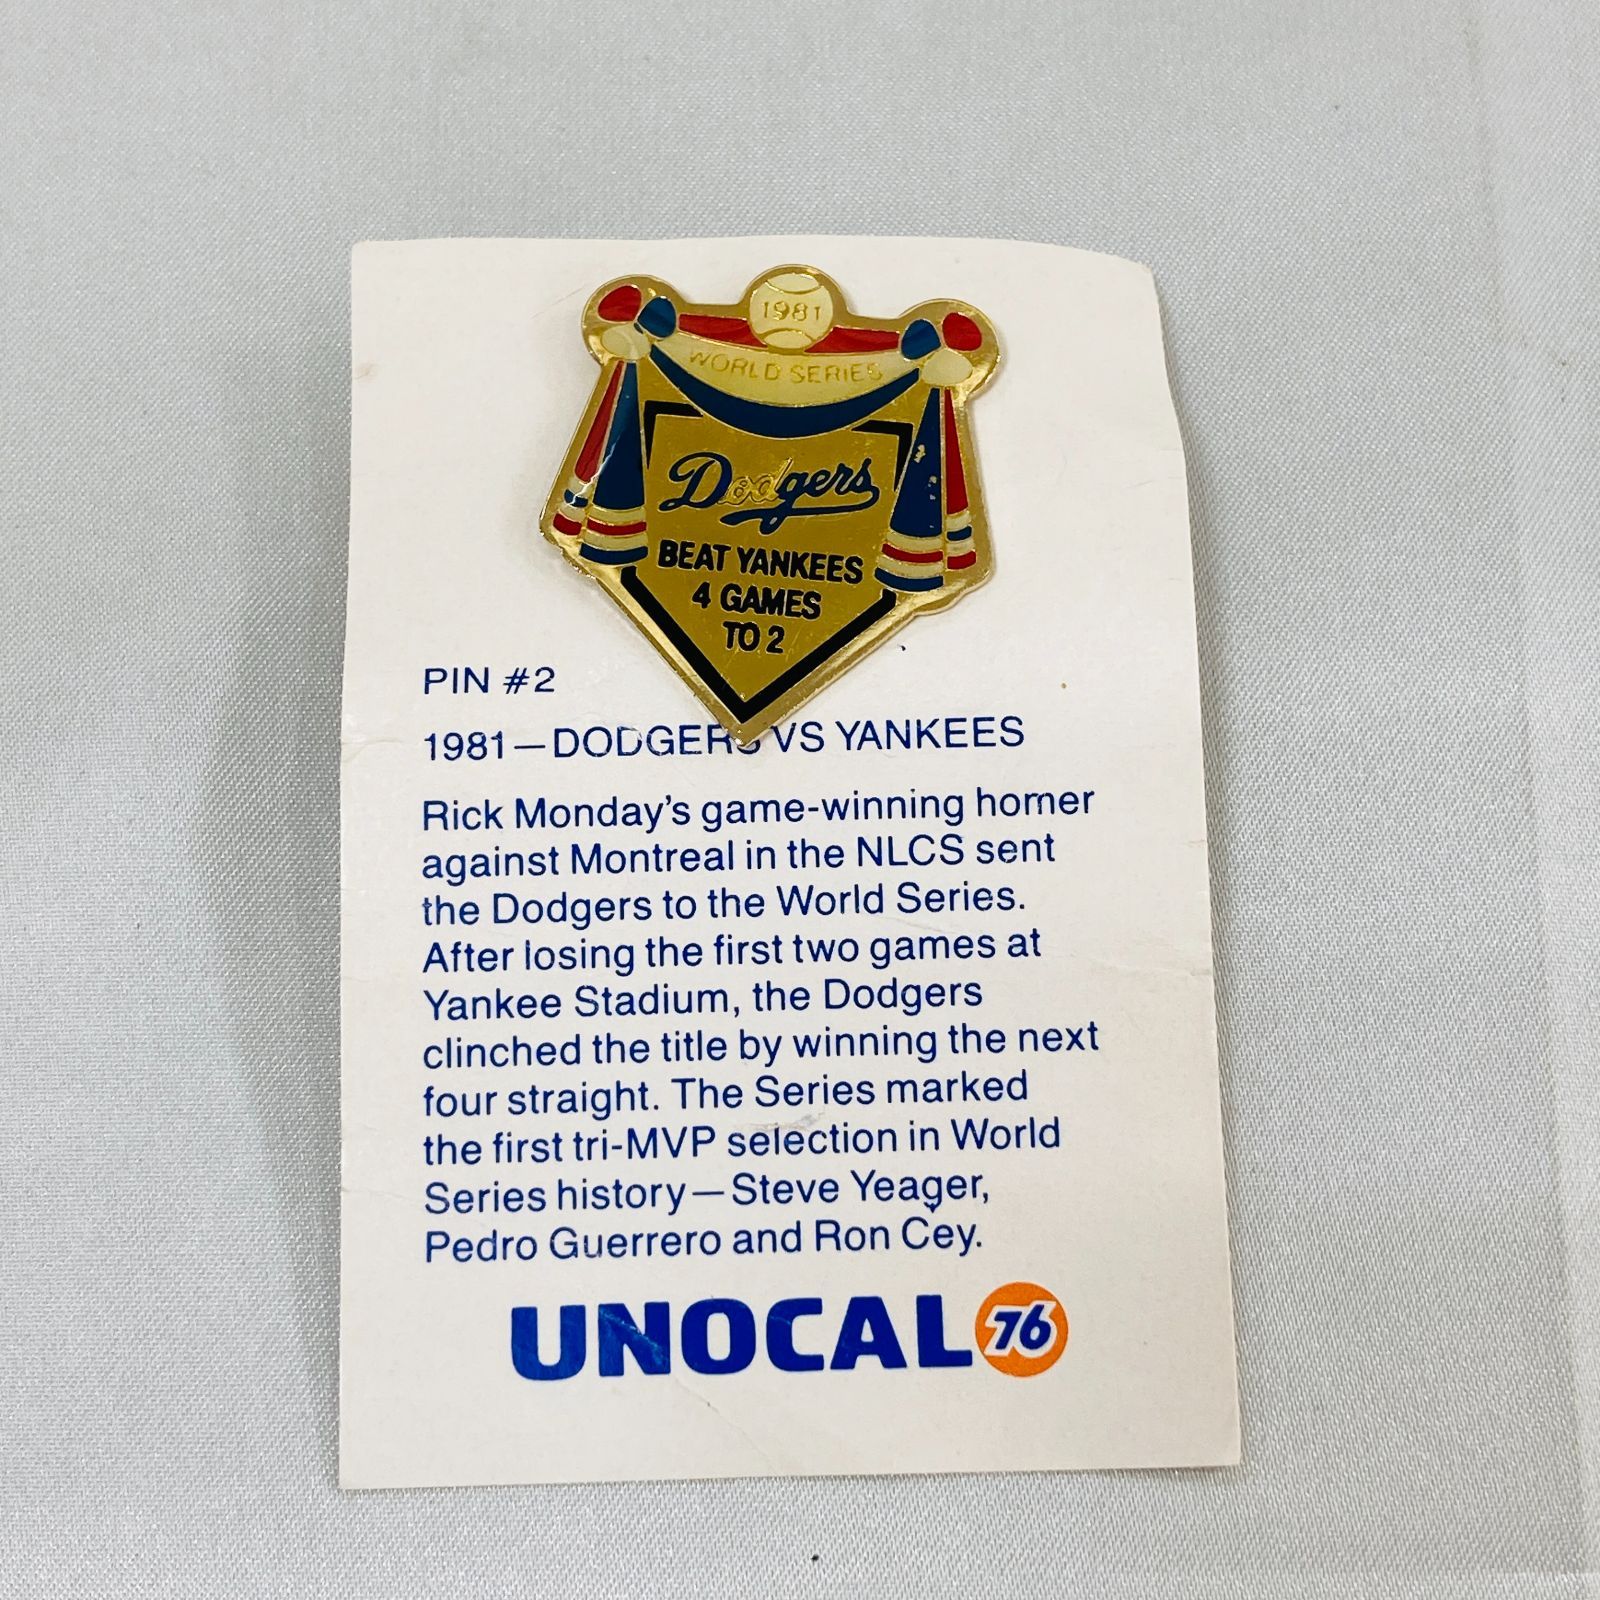 1981
WORLD SERIES
Dodgers
BEAT YANKEES
4 GAMES
TO 2
PIN #2
1981—DODGERS VS YANKEES
Rick Monday's game-winning homer
against Montreal in the NLCS sent
the Dodgers to the World Series.
After losing the first two games at
Yankee Stadium, the Dodgers
clinched the title by winning the next
four straight. The Series marked
the first tri-MVP selection in World
Series history—Steve Yeager,
Pedro Guerrero and Ron Cey.
UNOCAL 76